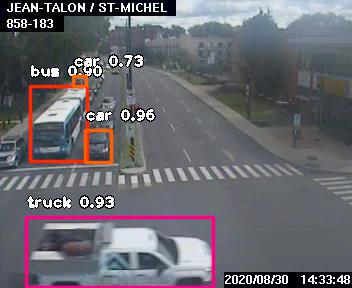 JEAN-TALON / ST-MICHEL
858-183
car 0.73
bus 0.90
car 0.96
truck 0.93
2020/08/30 14:33:48